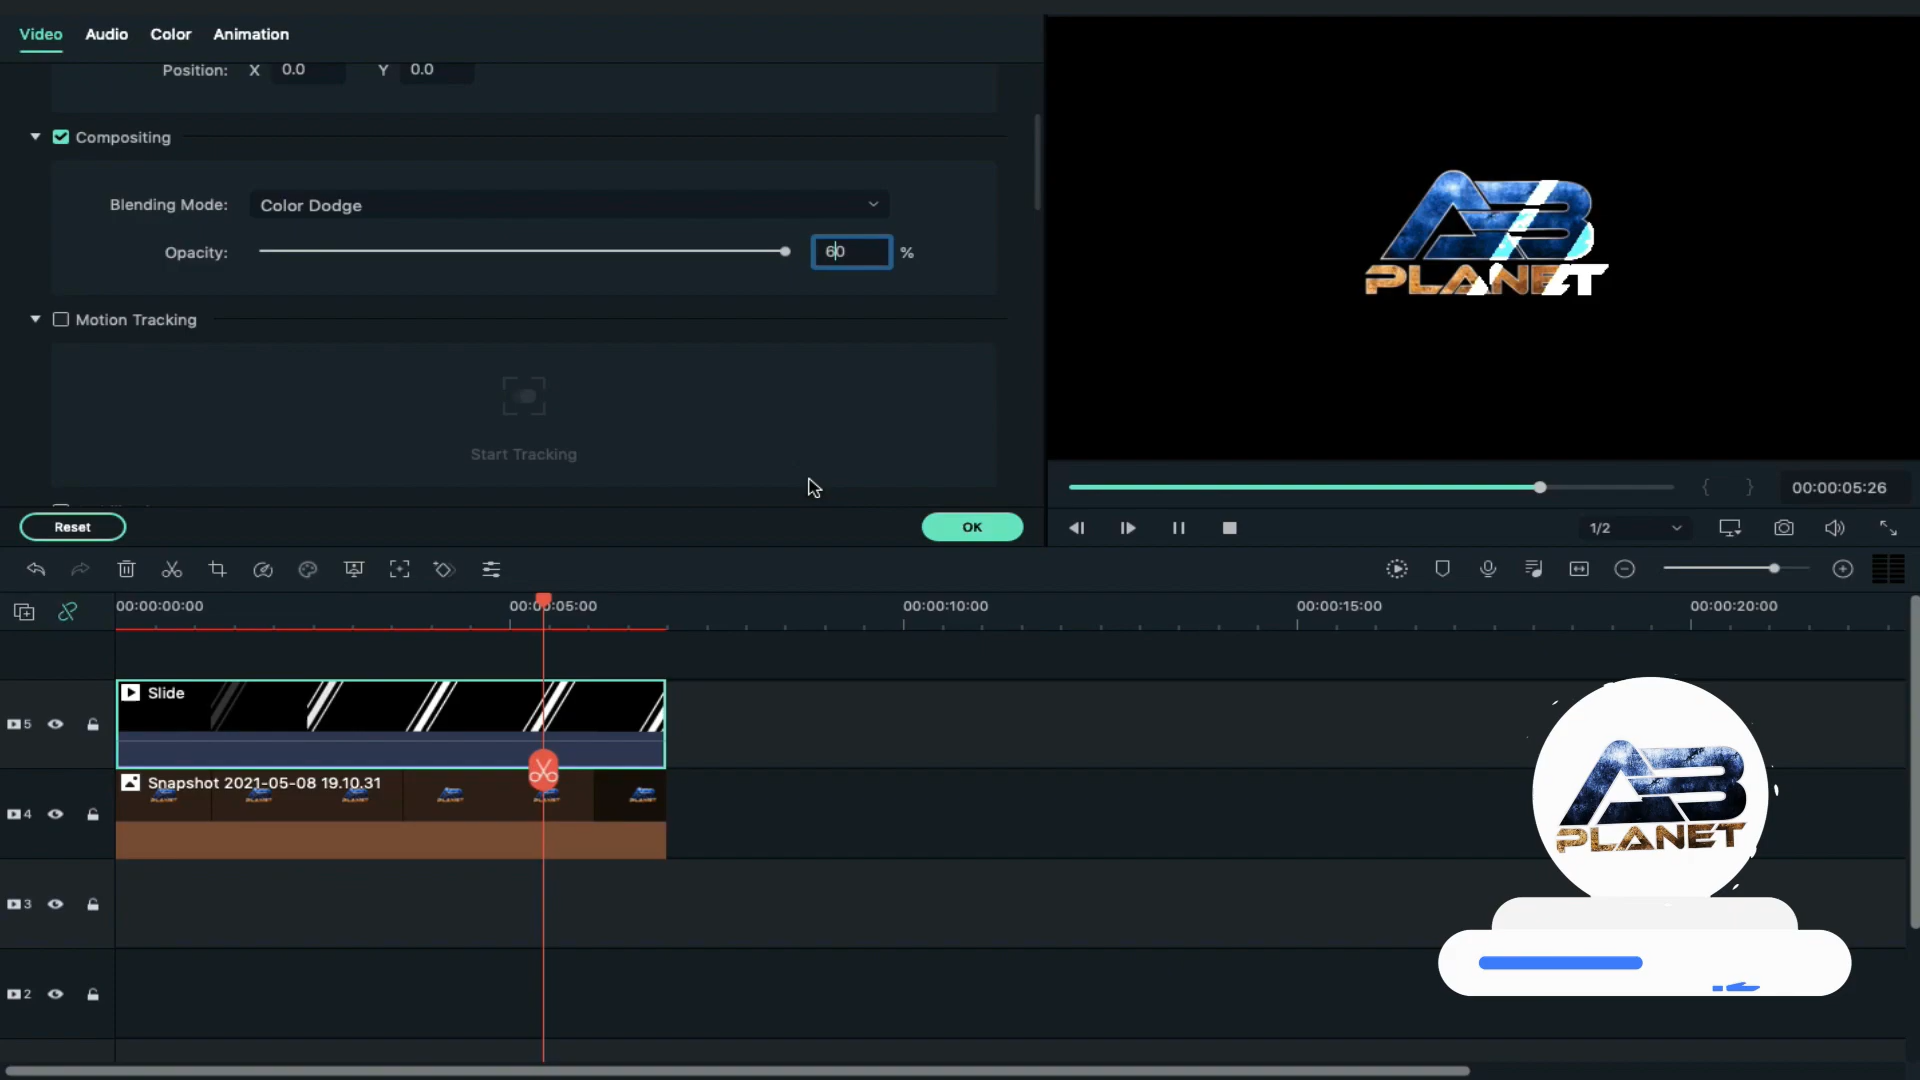 Video Audio Color Animation
Position: X 0.0 Y 0.0
Compositing
Blending Mode: Color Dodge
Opacity: 60 %
Motion Tracking
Start Tracking
Reset OK
AB
PLANET
00:00:05:26
1/2
00:00:00:00 00:00:05:00 00:00:10:00 00:00:15:00 00:00:20:00
5 Slide
4 Snapshot 2021-05-08 19.10.31
3
2
AB
PLANET